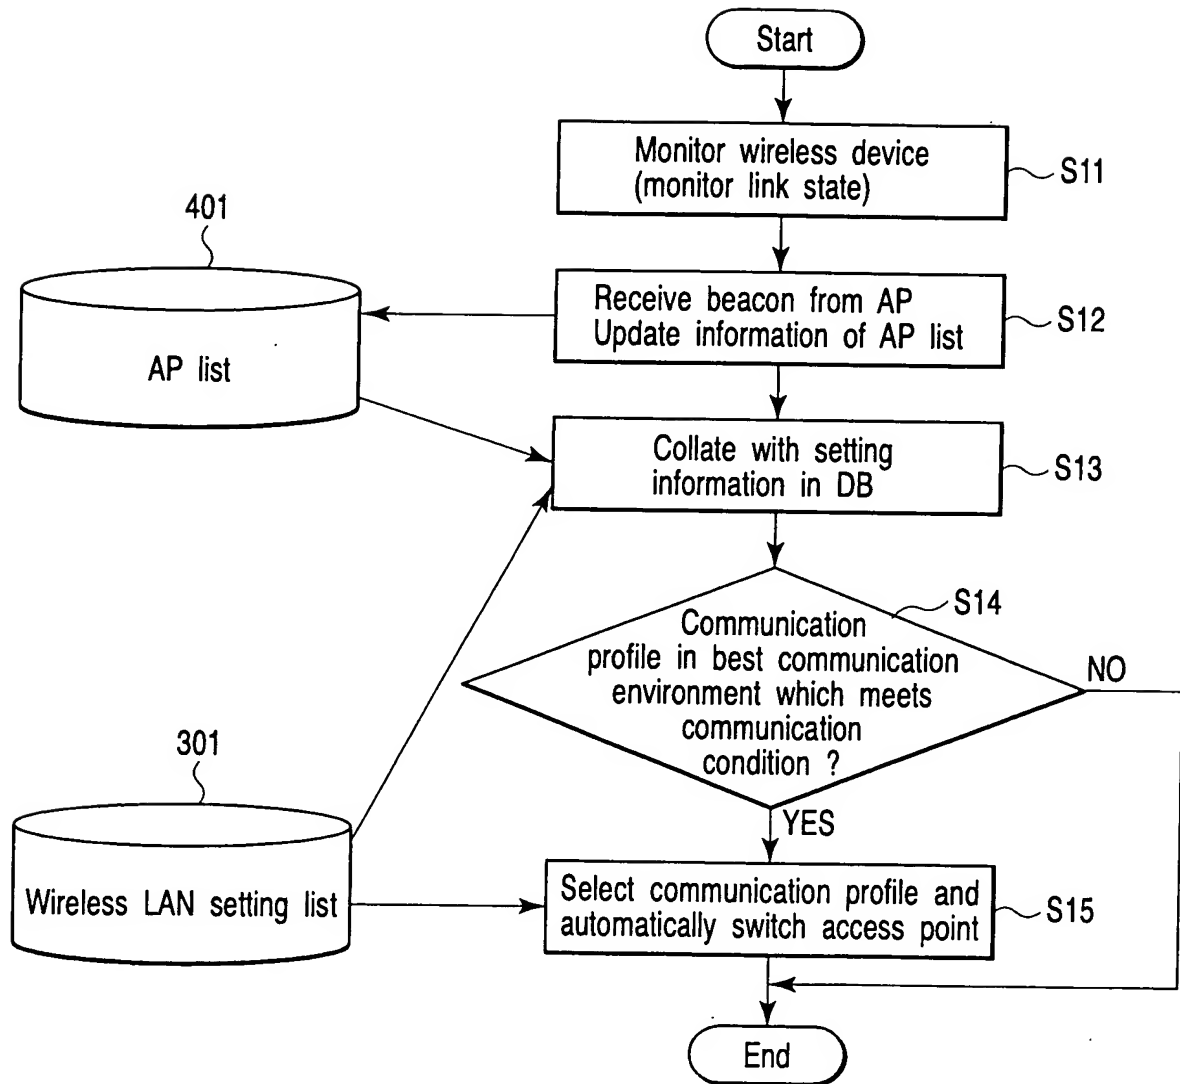 Start
Monitor wireless device
(monitor link state)
S11
401
AP list
Receive beacon from AP
Update information of AP list
S12
Collate with setting
information in DB
S13
S14
Communication
profile in best communication
environment which meets
communication
condition ?
NO
YES
301
Wireless LAN setting list
Select communication profile and
automatically switch access point
S15
End